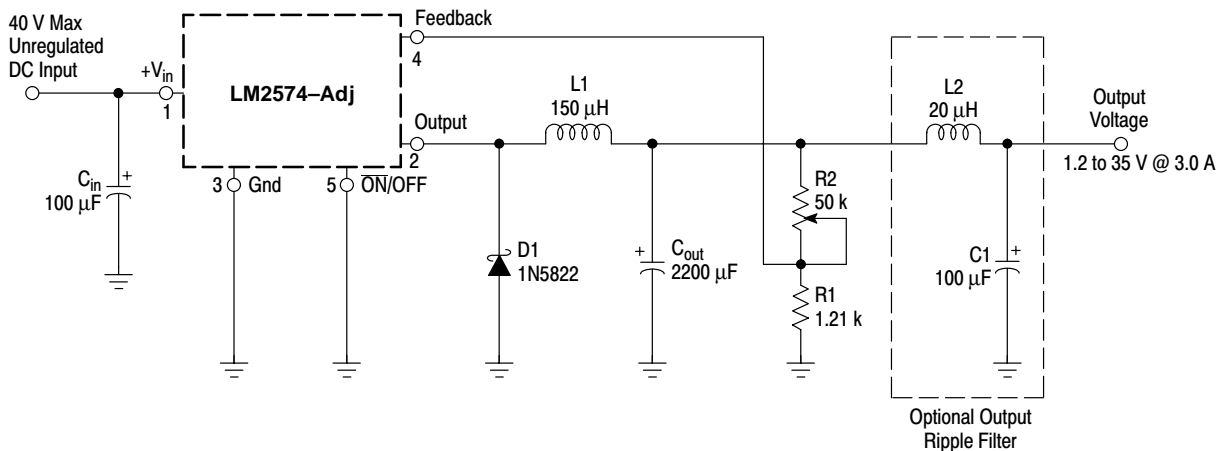 40 V Max
Unregulated
DC Input
+Vin
1
LM2574–Adj
Feedback
4
Output
2
3 Gnd
5 ON/OFF
Cin
100 µF
+
L1
150 µH
D1
1N5822
+
Cout
2200 µF
R2
50 k
R1
1.21 k
L2
20 µH
C1
100 µF
+
Output
Voltage
1.2 to 35 V @ 3.0 A
Optional Output
Ripple Filter